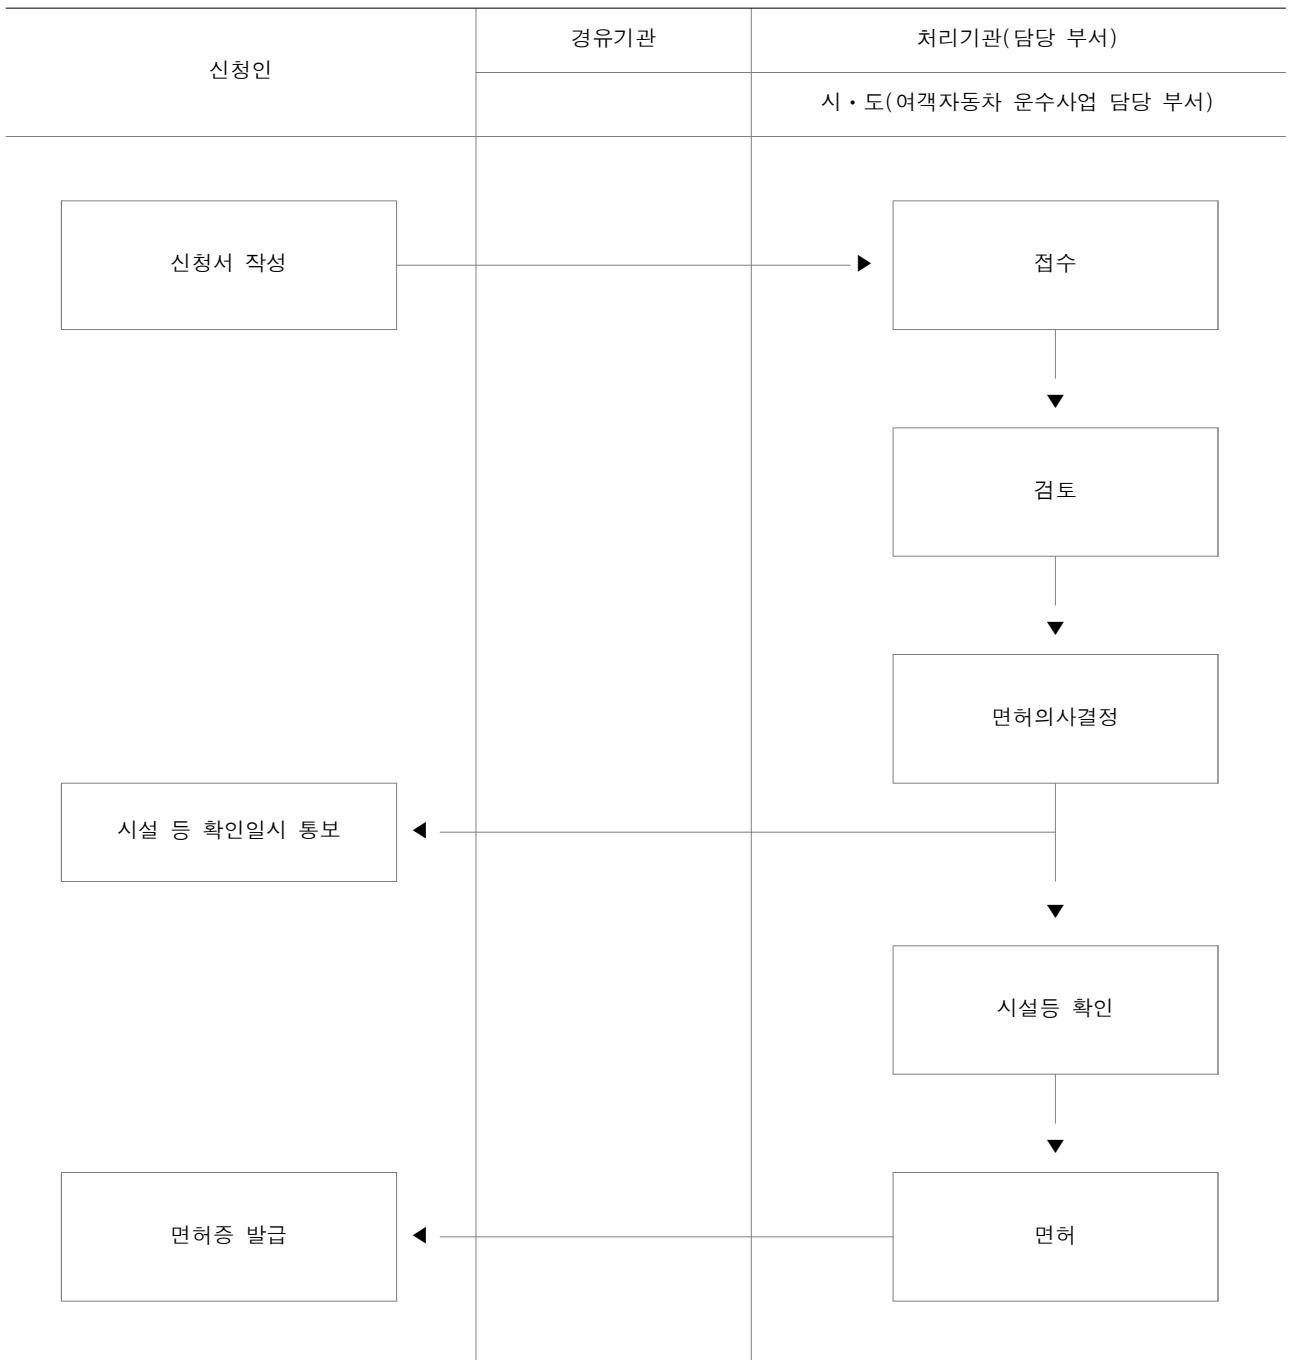 신청인
경유기관
처리기관(담당 부서)
시·도(여객자동차 운수사업 담당 부서)
신청서 작성
접수
검토
면허의사결정
시설 등 확인일시 통보
시설등 확인
면허증 발급
면허